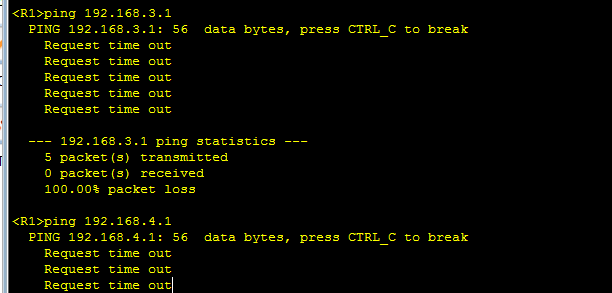 <R1>ping 192.168.3.1
PING 192.168.3.1: 56  data bytes, press CTRL_C to break
Request time out
Request time out
Request time out
Request time out
Request time out
--- 192.168.3.1 ping statistics ---
5 packet(s) transmitted
0 packet(s) received
100.00% packet loss
<R1>ping 192.168.4.1
PING 192.168.4.1: 56  data bytes, press CTRL_C to break
Request time out
Request time out
Request time out